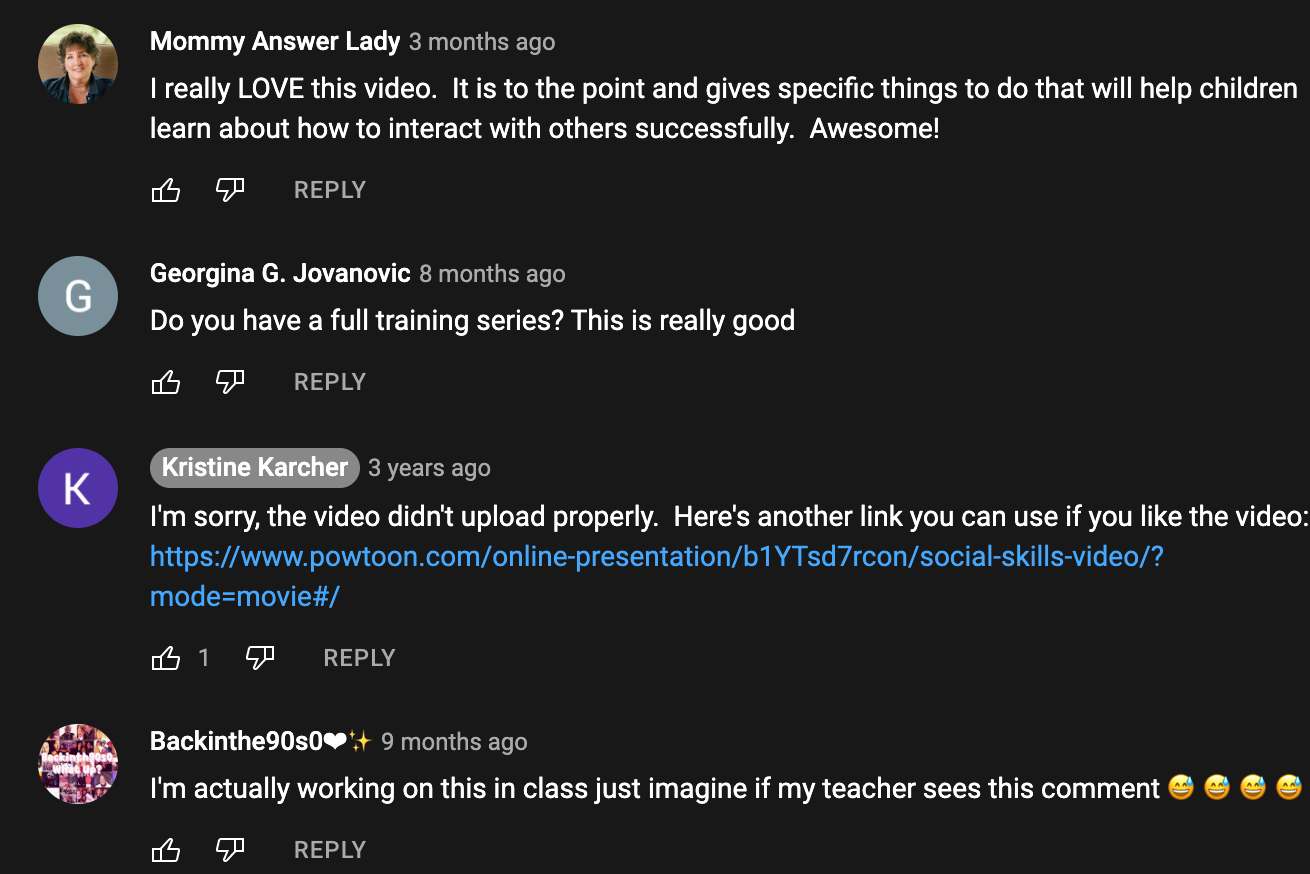 Mommy Answer Lady 3 months ago
I really LOVE this video.  It is to the point and gives specific things to do that will help children
learn about how to interact with others successfully.  Awesome!
REPLY
G
Georgina G. Jovanovic 8 months ago
Do you have a full training series? This is really good
REPLY
K
Kristine Karcher 3 years ago
I'm sorry, the video didn't upload properly.  Here's another link you can use if you like the video:
https://www.powtoon.com/online-presentation/b1YTsd7rcon/social-skills-video/?
mode=movie#/
1 REPLY
Backinthe90s0❤✨ 9 months ago
Backinthe90s0
What Up?
I'm actually working on this in class just imagine if my teacher sees this comment 😅 😅 😅 😅
REPLY